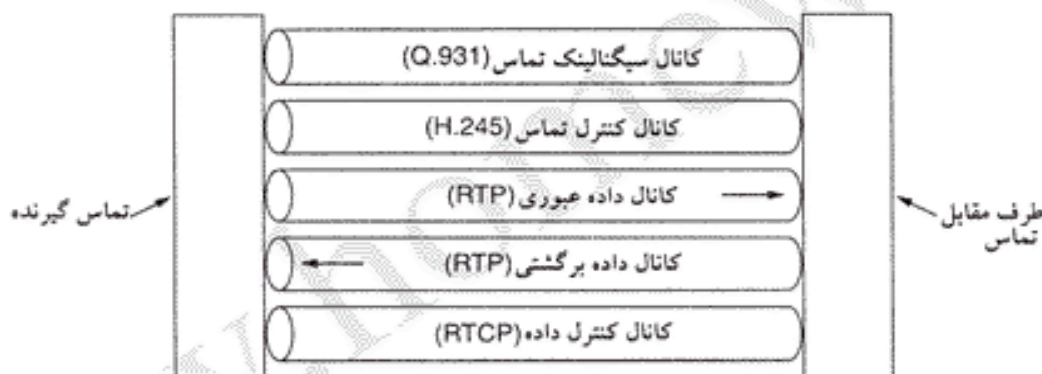 کانال سیگنالینک تماس (Q.931)
کانال کنترل تماس (H.245)
کانال داده عبوری (RTP)
کانال داده برگشتی (RTP)
کانال کنترل داده (RTCP)
طرف مقابل
تماس
تماس گیرنده